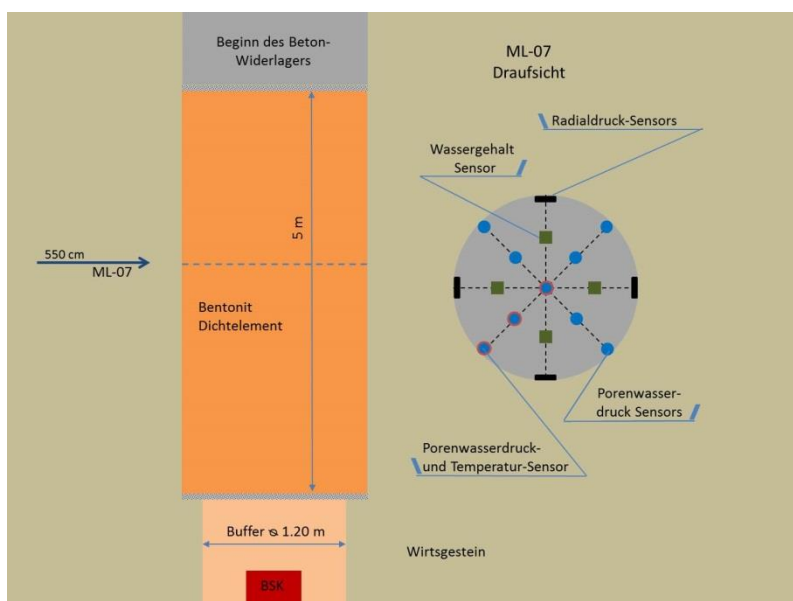 Beginn des Beton-
Widerlagers
ML-07
Draufsicht
Radialdruck-Sensors
Wassergehalt
Sensor
5 m
550 cm
ML-07
Bentonit
Dichtelement
Porenwasser-
druck Sensors
Porenwasserdruck-
und Temperatur-Sensor
Buffer ⌀ 1.20 m
Wirtsgestein
BSK